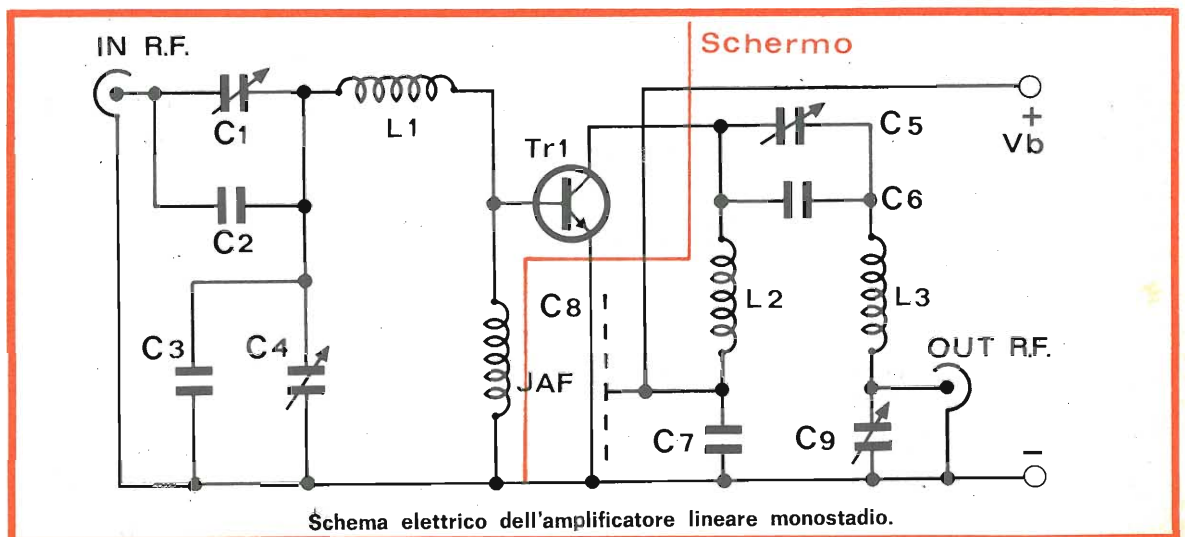 IN R.F.
Schermo
C1
L1
+
Vb
C5
Tr1
C6
C2
C8
L2
L3
C3
C4
OUT R.F.
JAF
C7
C9
−
Schema elettrico dell'amplificatore lineare monostadio.